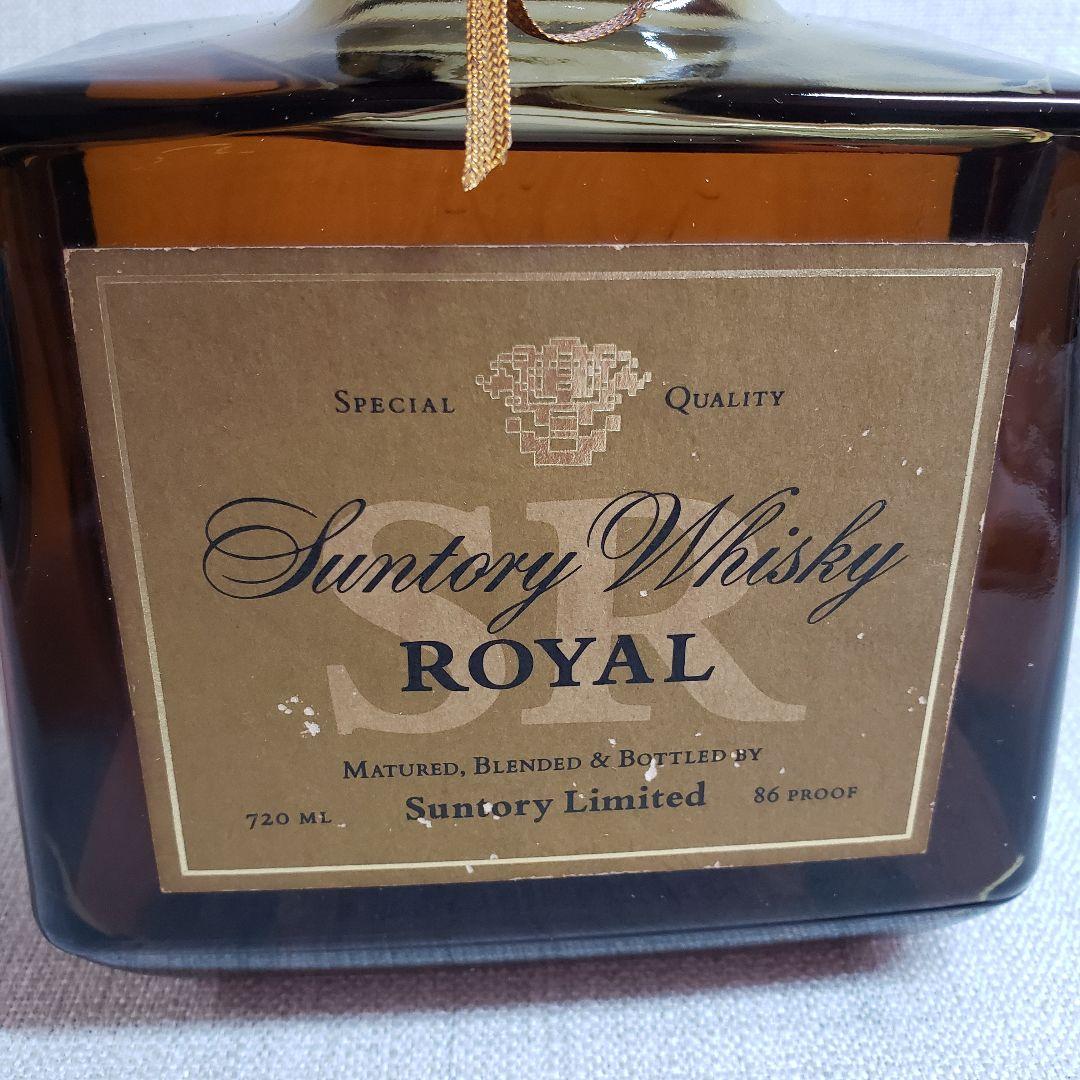 SPECIAL QUALITY
SR
Suntory Whisky
ROYAL
MATURED, BLENDED & BOTTLED BY
720 ML Suntory Limited 86 PROOF